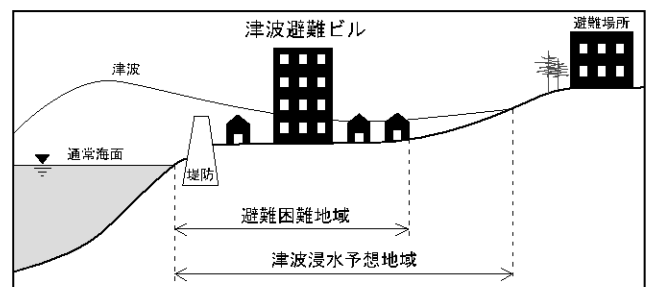 津波避難ビル
避難場所
津波
通常海面
堤防
避難困難地域
津波浸水予想地域